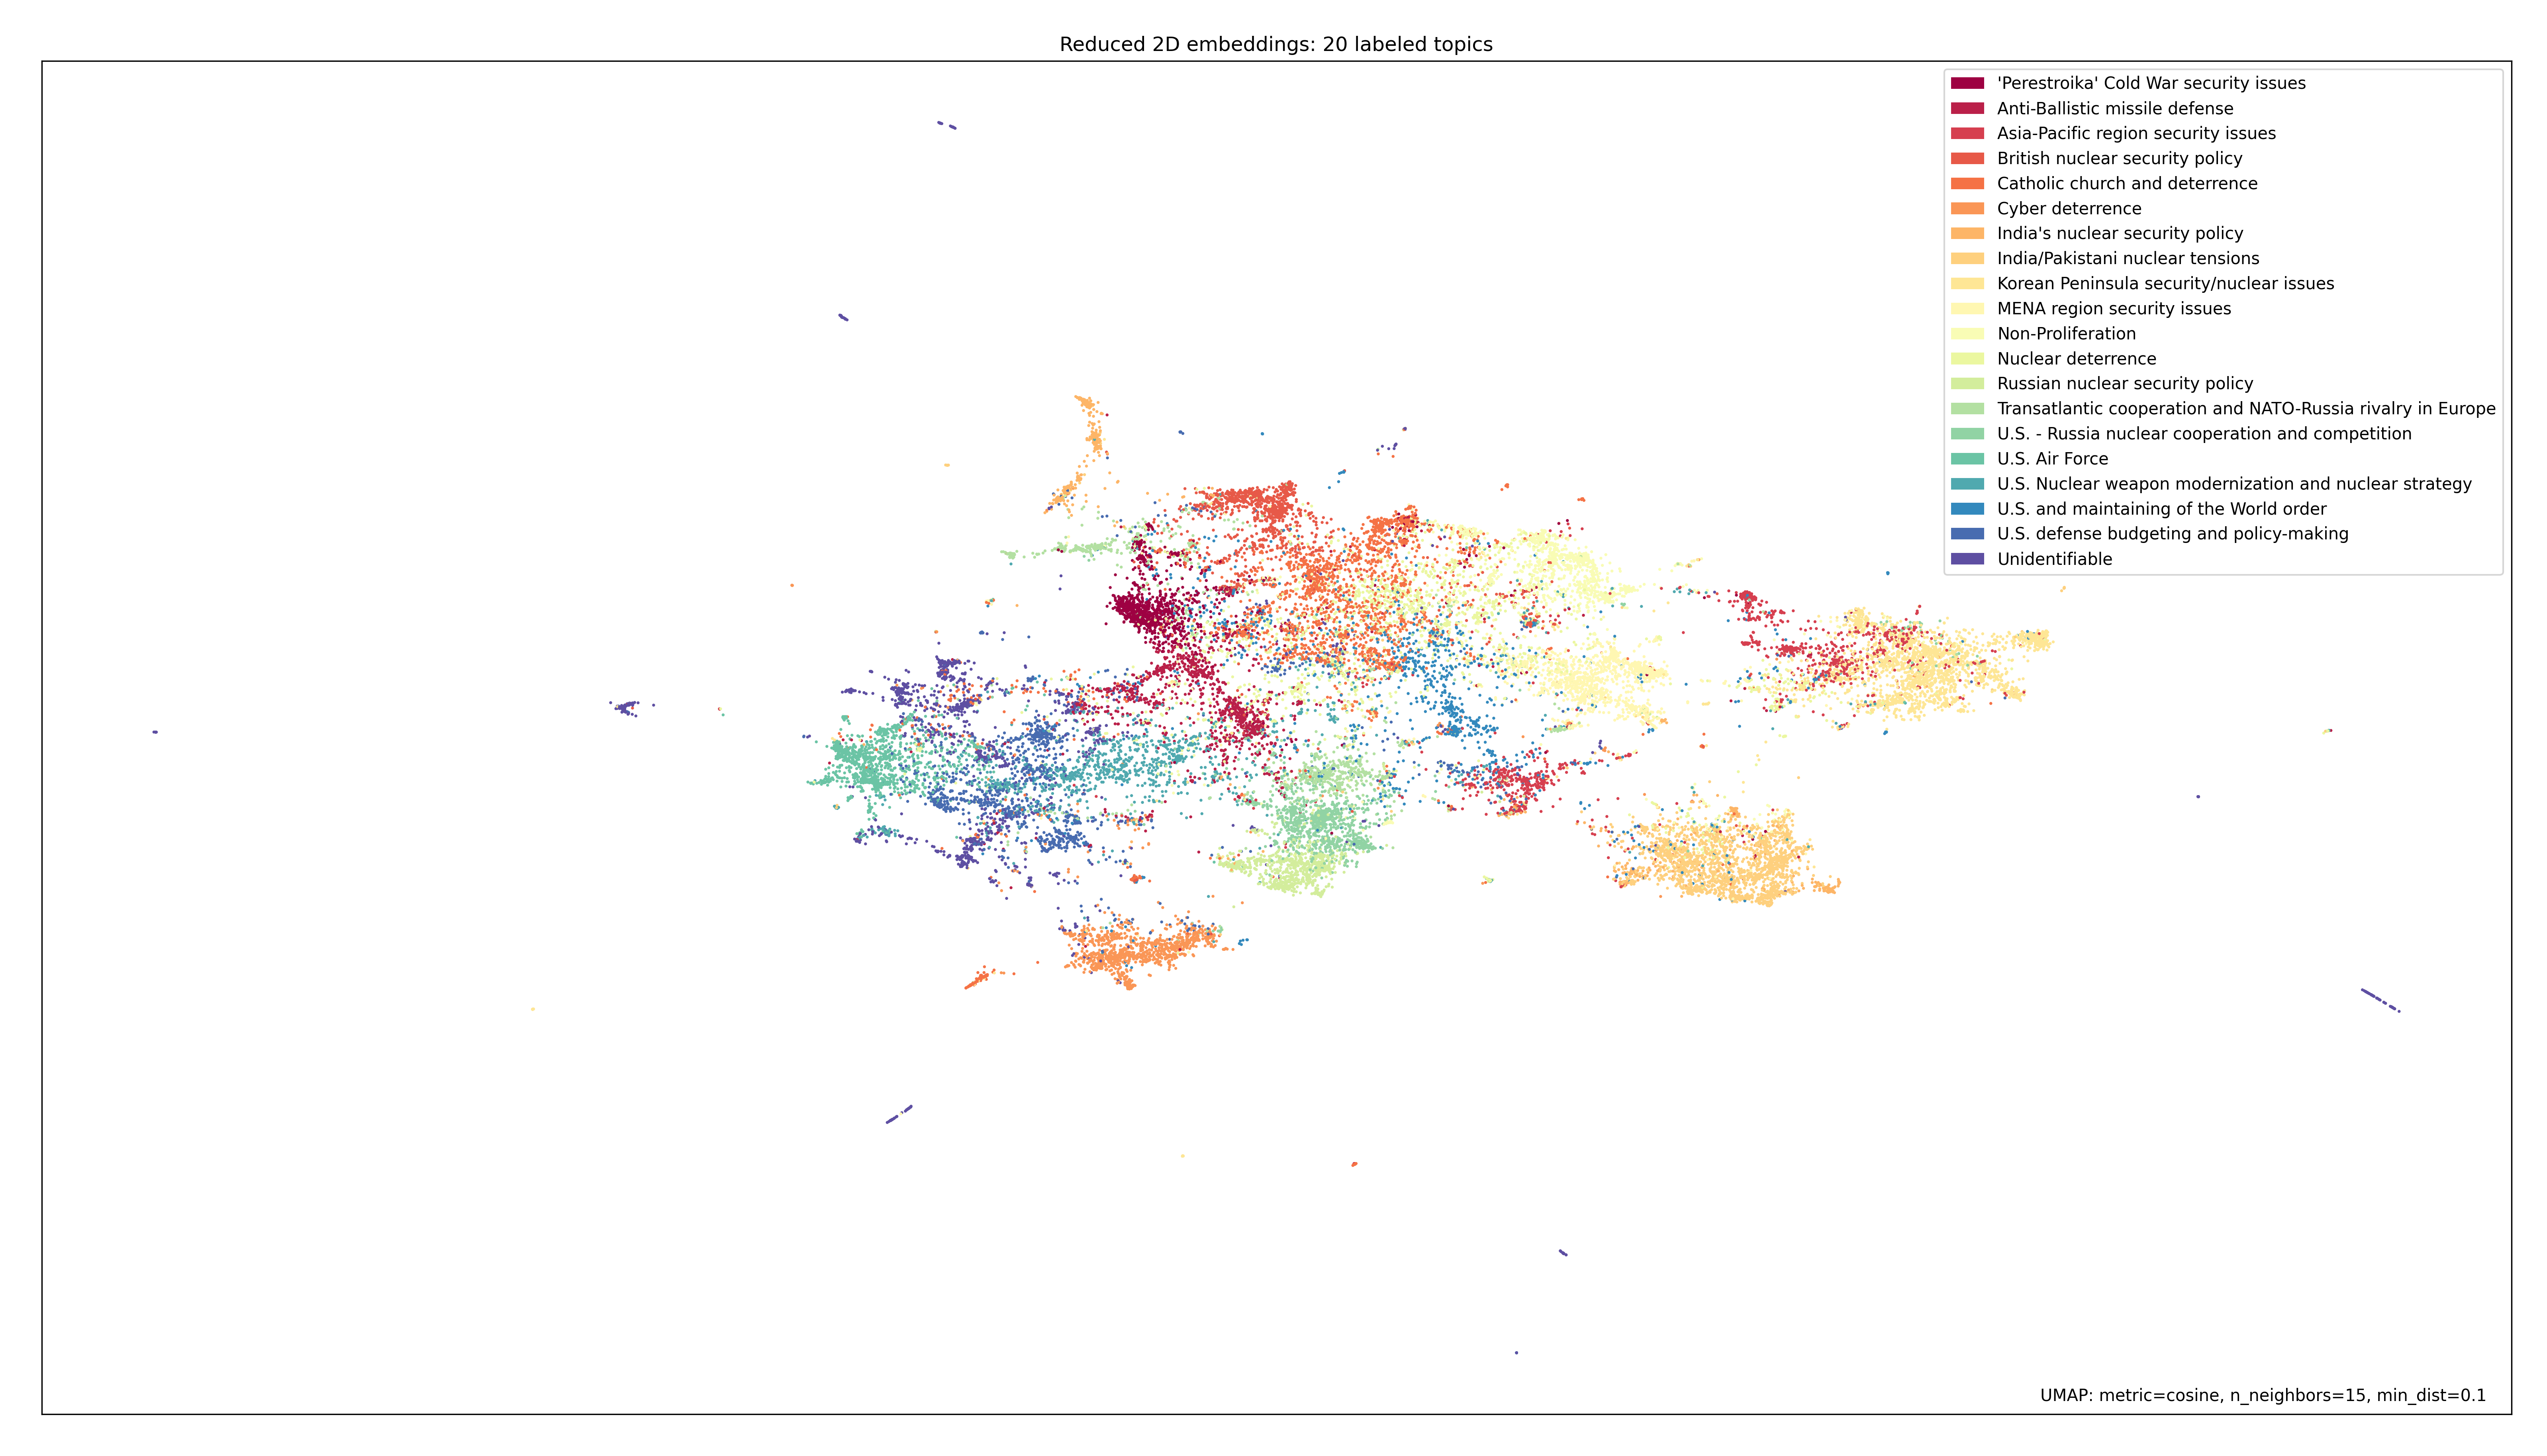 Reduced 2D embeddings: 20 labeled topics
'Perestroika' Cold War security issues
Anti-Ballistic missile defense
Asia-Pacific region security issues
British nuclear security policy
Catholic church and deterrence
Cyber deterrence
India's nuclear security policy
India/Pakistani nuclear tensions
Korean Peninsula security/nuclear issues
MENA region security issues
Non-Proliferation
Nuclear deterrence
Russian nuclear security policy
Transatlantic cooperation and NATO-Russia rivalry in Europe
U.S. - Russia nuclear cooperation and competition
U.S. Air Force
U.S. Nuclear weapon modernization and nuclear strategy
U.S. and maintaining of the World order
U.S. defense budgeting and policy-making
Unidentifiable
UMAP: metric=cosine, n_neighbors=15, min_dist=0.1